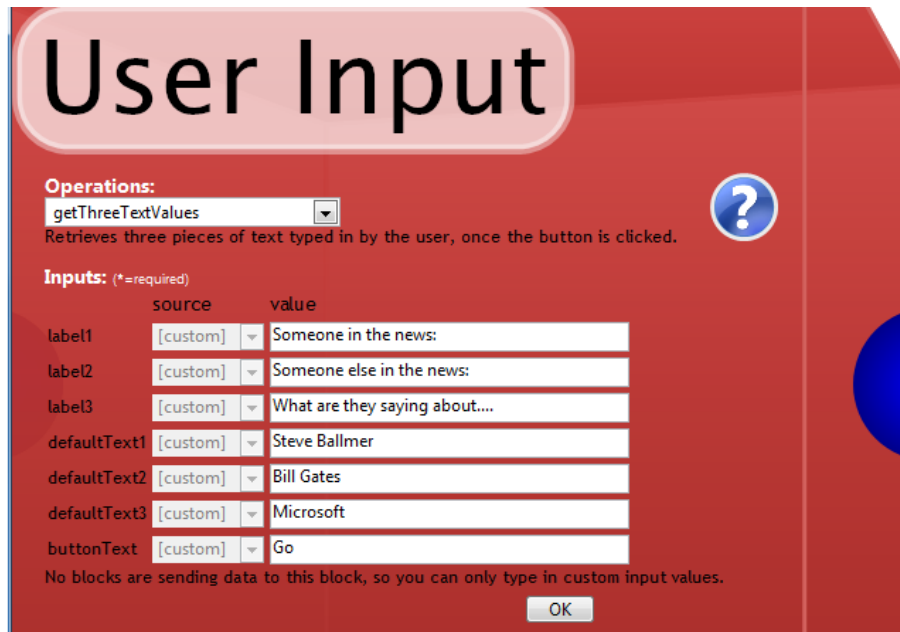 User Input
Operations:
getThreeTextValues
Retrieves three pieces of text typed in by the user, once the button is clicked.
?
Inputs: (*=required)
source value
label1 [custom] Someone in the news:
label2 [custom] Someone else in the news:
label3 [custom] What are they saying about....
defaultText1 [custom] Steve Ballmer
defaultText2 [custom] Bill Gates
defaultText3 [custom] Microsoft
buttonText [custom] Go
No blocks are sending data to this block, so you can only type in custom input values.
OK